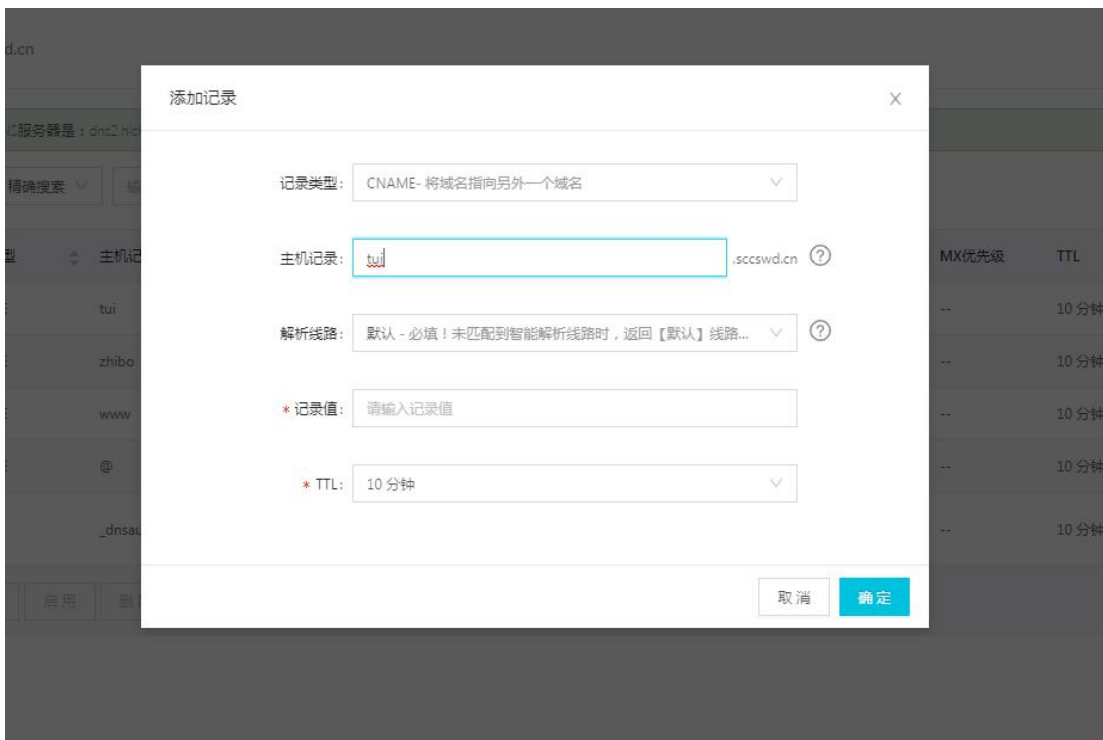 d.cn
添加记录
服务器是：dns2.hic
精确搜索
记录类型: CNAME- 将域名指向另外一个域名
型 主机记 MX优先级 TTL
主机记录: tui .sccswd.cn ?
tui -- 10 分钟
解析线路: 默认 - 必填！未匹配到智能解析线路时，返回【默认】线路... ?
zhibo -- 10 分钟
* 记录值: 请输入记录值
www -- 10 分钟
@ -- 10 分钟
* TTL: 10 分钟
_dnsau -- 10 分钟
启用 删
取消 确定